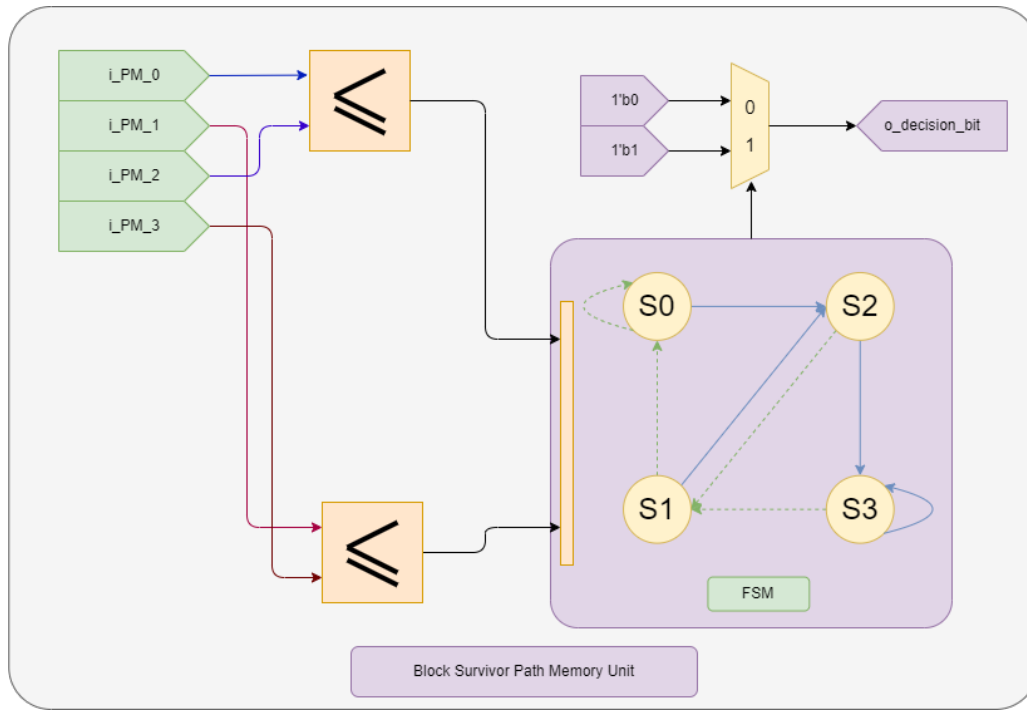 i_PM_0
i_PM_1
i_PM_2
i_PM_3
≤
1'b0
1'b1
0
1
o_decision_bit
S0
S2
S1
S3
≤
FSM
Block Survivor Path Memory Unit